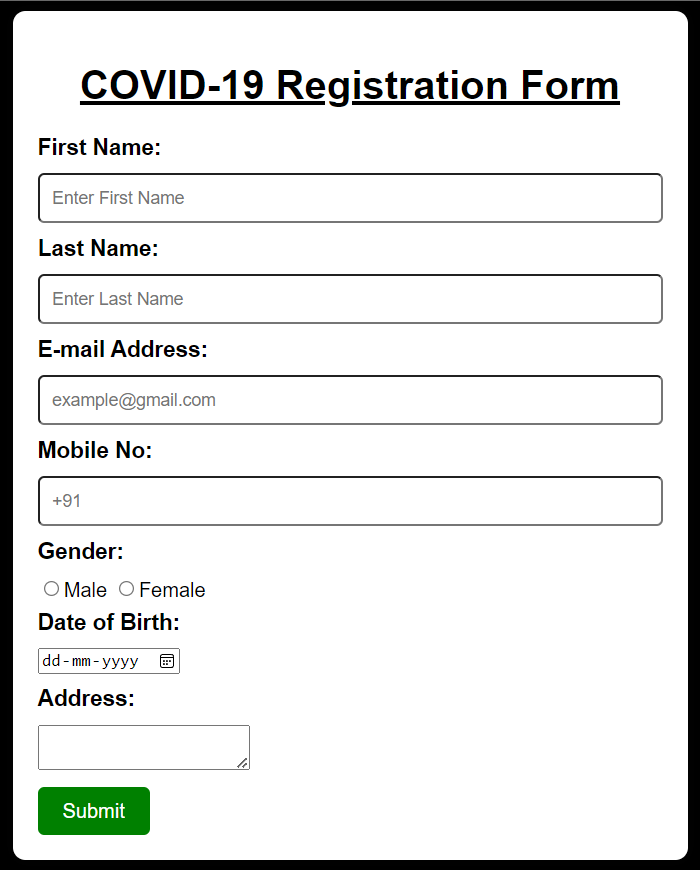 COVID-19 Registration Form
First Name:
Enter First Name
Last Name:
Enter Last Name
E-mail Address:
example@gmail.com
Mobile No:
+91
Gender:
Male Female
Date of Birth:
dd-mm-yyyy
Address:
Submit